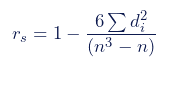 r_s = 1 - \frac{6 \sum d_i^2}{(n^3 - n)}